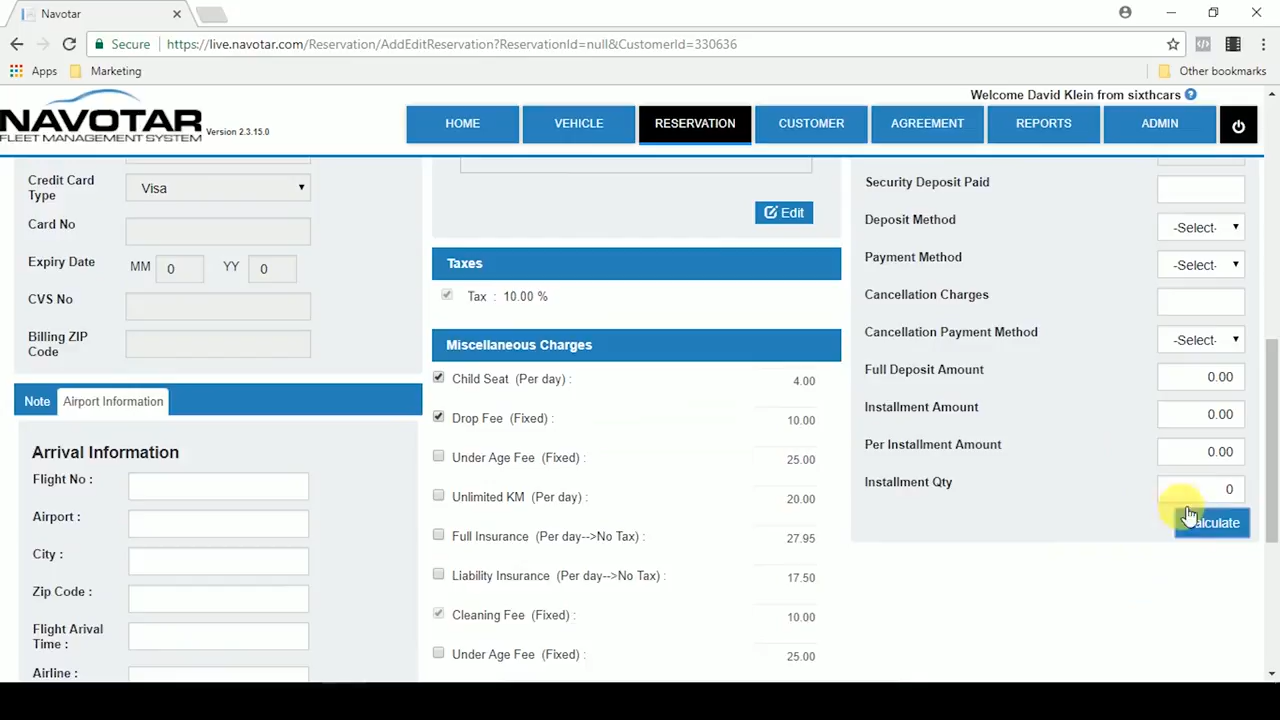 Navotar
Secure https://live.navotar.com/Reservation/AddEditReservation?ReservationId=null&CustomerId=330636
Apps Marketing Other bookmarks
Welcome David Klein from sixthcars
NAVOTAR
FLEET MANAGEMENT SYSTEM
Version 2.3.15.0
HOME VEHICLE RESERVATION CUSTOMER AGREEMENT REPORTS ADMIN
Credit Card
Type
Visa
Card No
Expiry Date MM 0 YY 0
CVS No
Billing ZIP
Code
Note Airport Information
Arrival Information
Flight No :
Airport :
City :
Zip Code :
Flight Arival
Time :
Airline :
Edit
Taxes
Tax : 10.00 %
Miscellaneous Charges
Child Seat (Per day) : 4.00
Drop Fee (Fixed) : 10.00
Under Age Fee (Fixed) : 25.00
Unlimited KM (Per day) : 20.00
Full Insurance (Per day-->No Tax) : 27.95
Liability Insurance (Per day-->No Tax) : 17.50
Cleaning Fee (Fixed) : 10.00
Under Age Fee (Fixed) : 25.00
Security Deposit Paid
Deposit Method -Select-
Payment Method -Select-
Cancellation Charges
Cancellation Payment Method -Select-
Full Deposit Amount 0.00
Installment Amount 0.00
Per Installment Amount 0.00
Installment Qty 0
Calculate